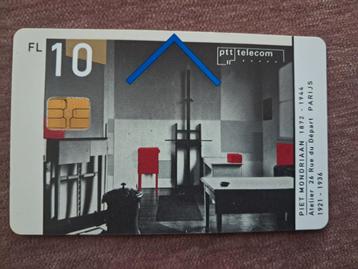 FL 10
ptt telecom
PIET MONDRIAAN 1872 - 1944
Atelier 26 Rue du Départ PARIJS
1921 - 1936